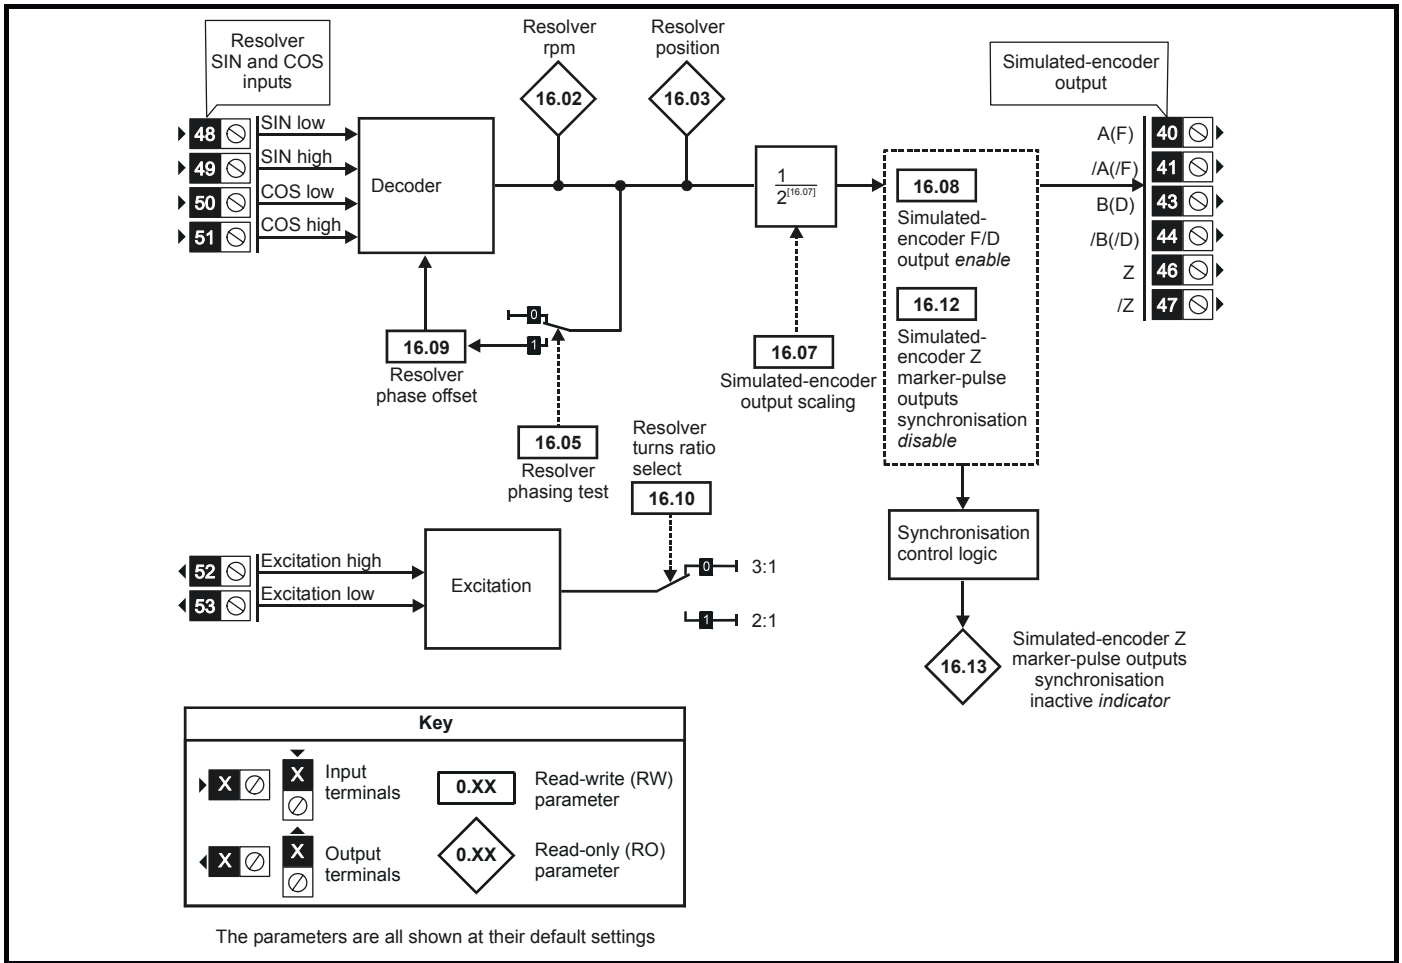 Resolver
SIN and COS
inputs
Resolver
rpm
16.02
Resolver
position
16.03
Simulated-encoder
output
48
SIN low
49
SIN high
50
COS low
51
COS high
Decoder
1
2[16.07]
16.08
Simulated-
encoder F/D
output enable
16.12
Simulated-
encoder Z
marker-pulse
outputs
synchronisation
disable
A(F)
40
/A(/F)
41
B(D)
43
/B(/D)
44
Z
46
/Z
47
0
1
16.09
Resolver
phase offset
16.07
Simulated-encoder
output scaling
16.05
Resolver
phasing test
Resolver
turns ratio
select
16.10
52
Excitation high
53
Excitation low
Excitation
0
3:1
1
2:1
Synchronisation
control logic
16.13
Simulated-encoder Z
marker-pulse outputs
synchronisation
inactive indicator
Key
X
X
Input
terminals
0.XX
Read-write (RW)
parameter
X
X
Output
terminals
0.XX
Read-only (RO)
parameter
The parameters are all shown at their default settings